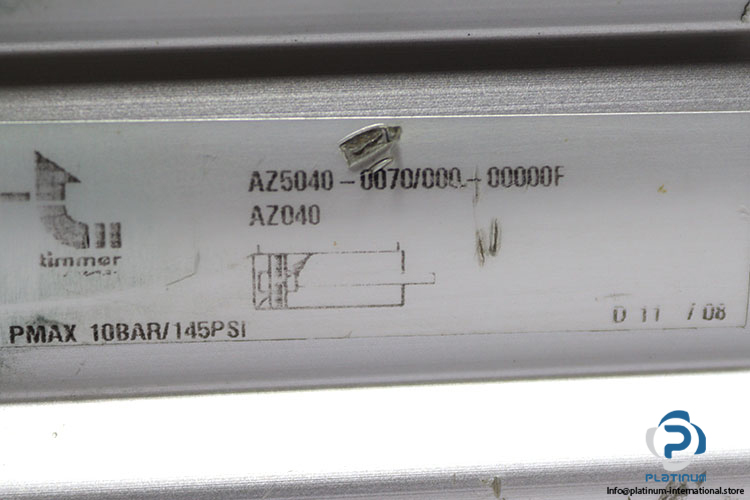 AZ5040-0070/000-00000F
AZ040
timmer
PMAX 10BAR/145PSI
D 11 / 08
PLATINUM
Info@platinum-international.store